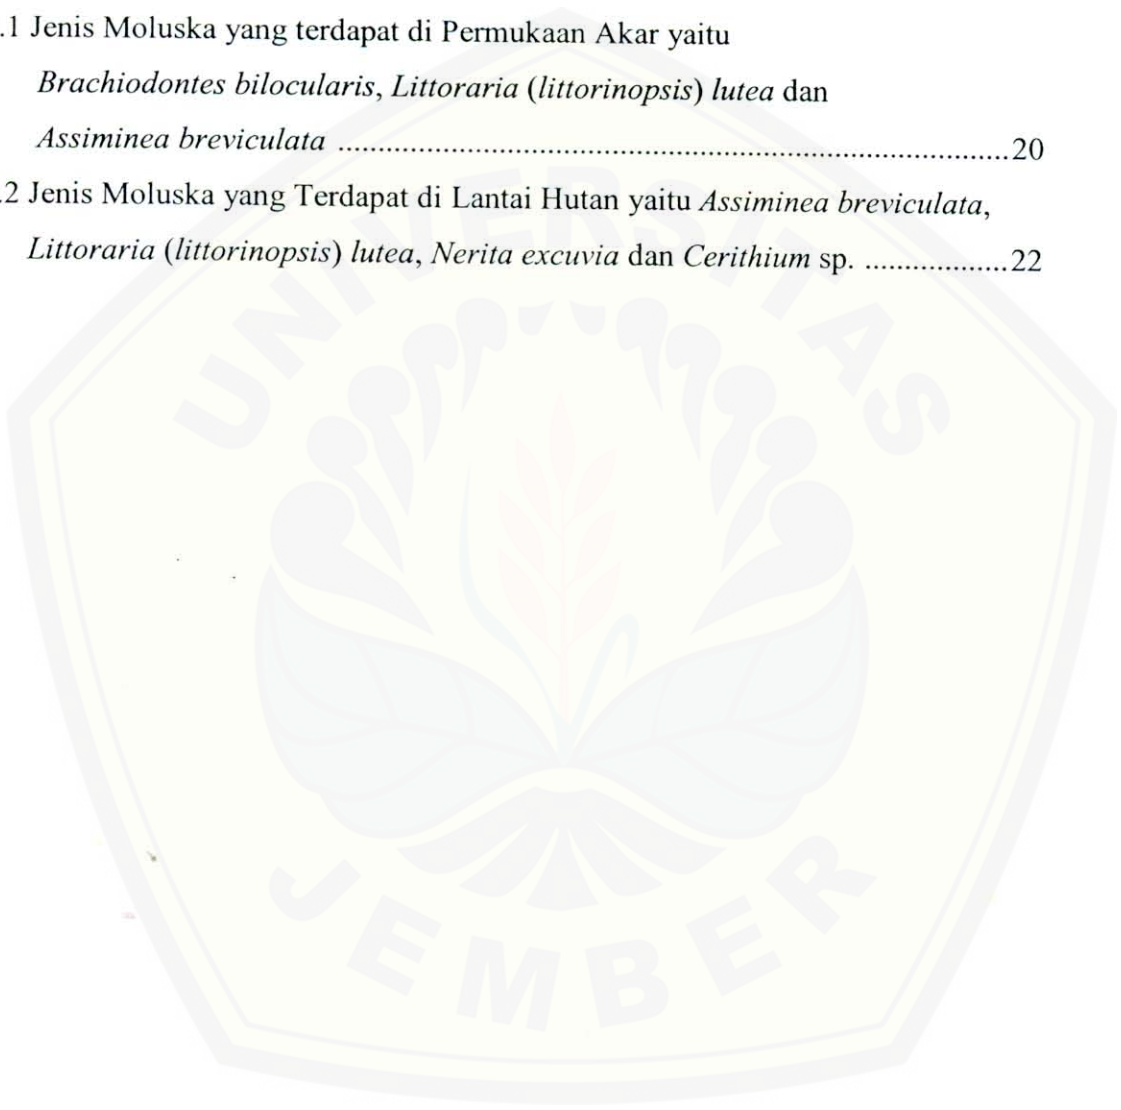 .1 Jenis Moluska yang terdapat di Permukaan Akar yaitu
Brachiodontes bilocularis, Littoraria (littorinopsis) lutea dan
Assiminea breviculata ................................................................................20
.2 Jenis Moluska yang Terdapat di Lantai Hutan yaitu Assiminea breviculata,
Littoraria (littorinopsis) lutea, Nerita excuvia dan Cerithium sp. ..................22
UNIVERSITAS
JEMBER